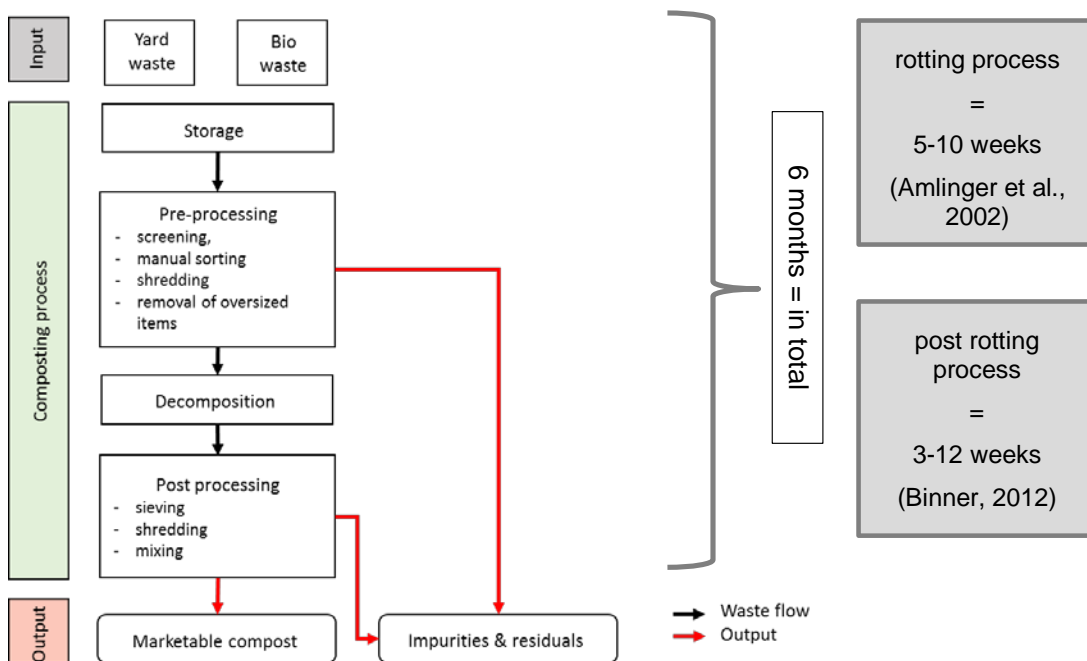 Input
Yard
waste
Bio
waste
Composting process
Storage
Pre-processing
- screening,
- manual sorting
- shredding
- removal of oversized
items
Decomposition
Post processing
- sieving
- shredding
- mixing
Output
Marketable compost
Impurities & residuals
Waste flow
Output
6 months = in total
rotting process
=
5-10 weeks
(Amlinger et al.,
2002)
post rotting
process
=
3-12 weeks
(Binner, 2012)